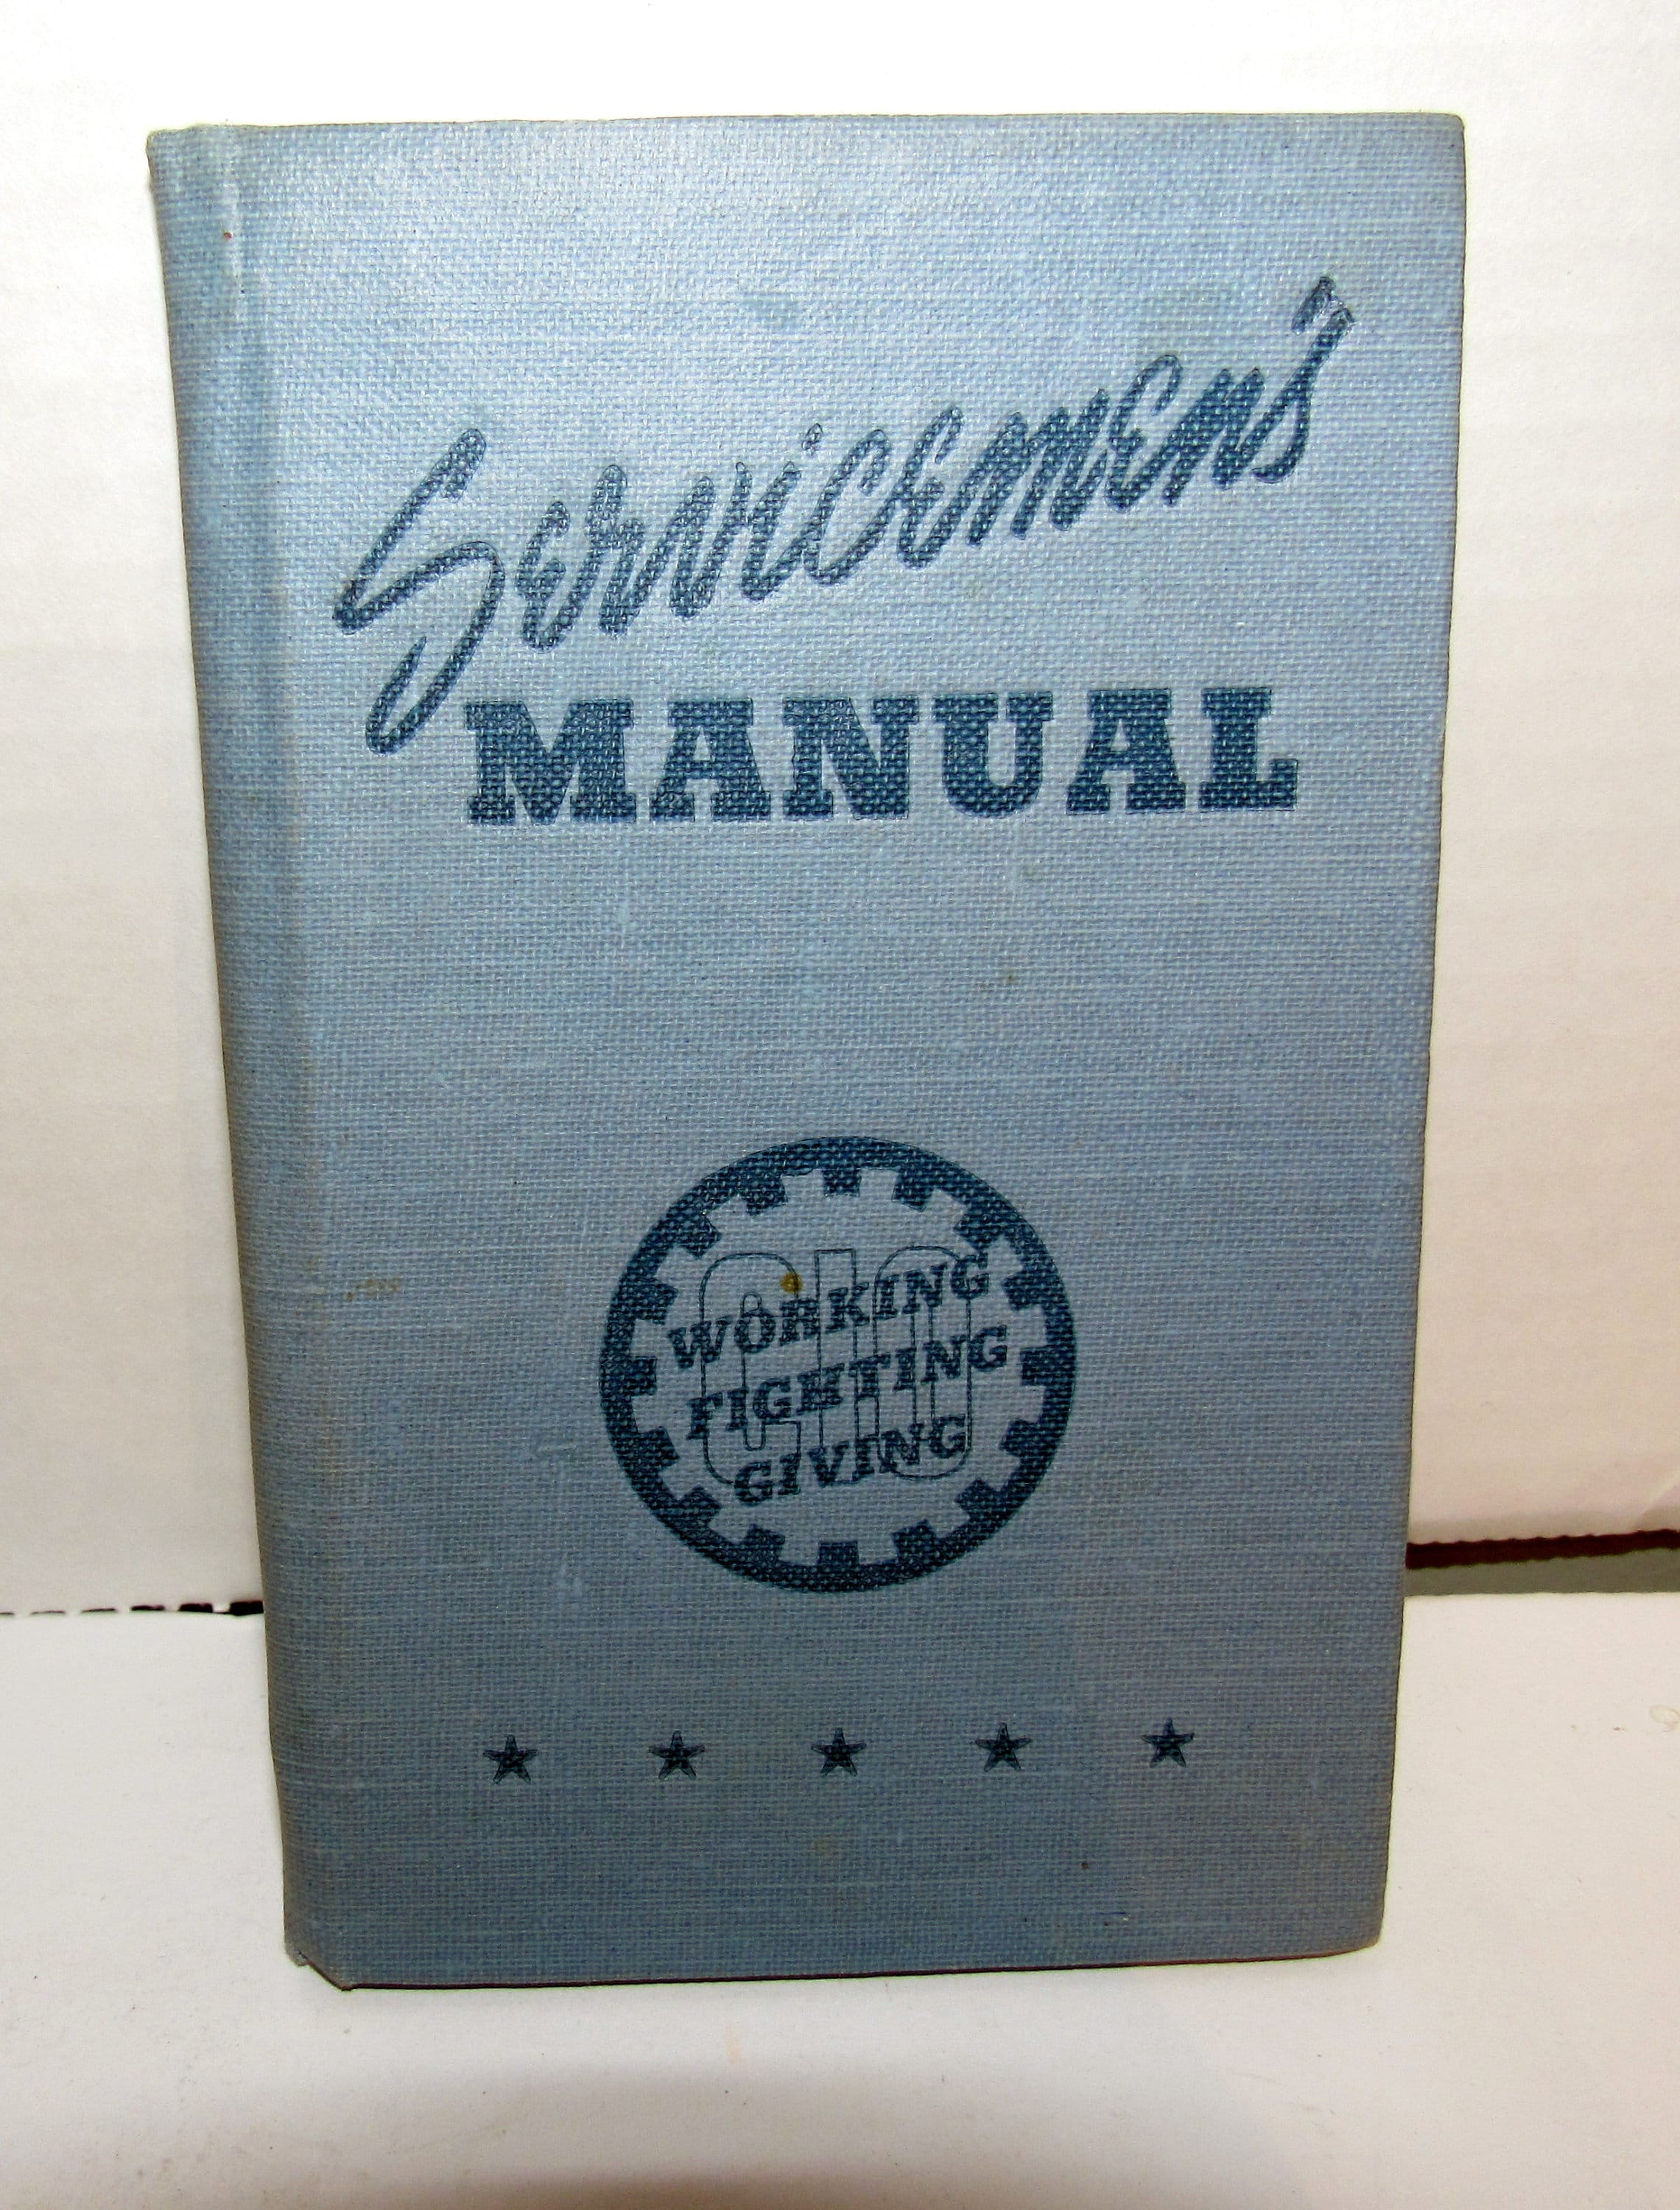 Servicemen's
MANUAL
CIO
WORKING
FIGHTING
GIVING